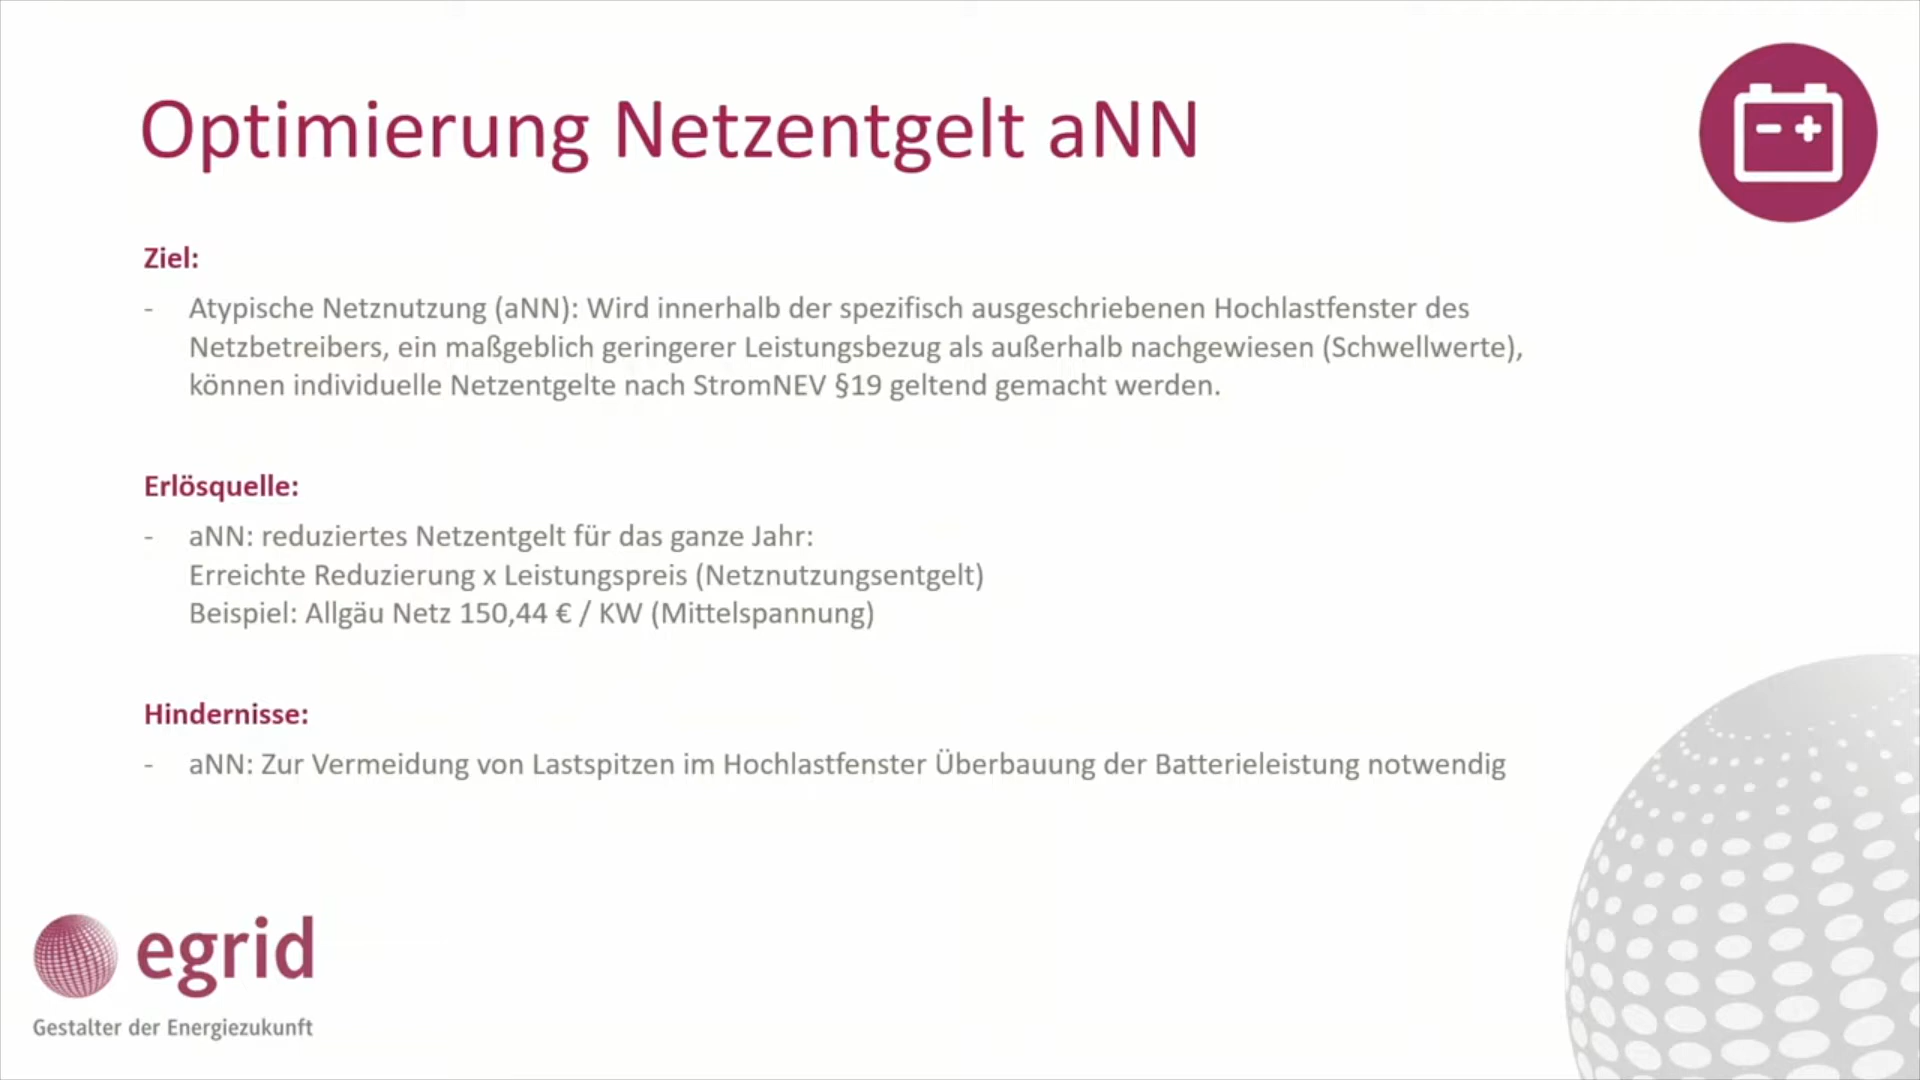 Optimierung Netzentgelt aNN
Ziel:
- Atypische Netznutzung (aNN): Wird innerhalb der spezifisch ausgeschriebenen Hochlastfenster des
Netzbetreibers, ein maßgeblich geringerer Leistungsbezug als außerhalb nachgewiesen (Schwellwerte),
können individuelle Netzentgelte nach StromNEV §19 geltend gemacht werden.
Erlösquelle:
- aNN: reduziertes Netzentgelt für das ganze Jahr:
Erreichte Reduzierung x Leistungspreis (Netznutzungsentgelt)
Beispiel: Allgäu Netz 150,44 € / KW (Mittelspannung)
Hindernisse:
- aNN: Zur Vermeidung von Lastspitzen im Hochlastfenster Überbauung der Batterieleistung notwendig
egrid
Gestalter der Energiezukunft